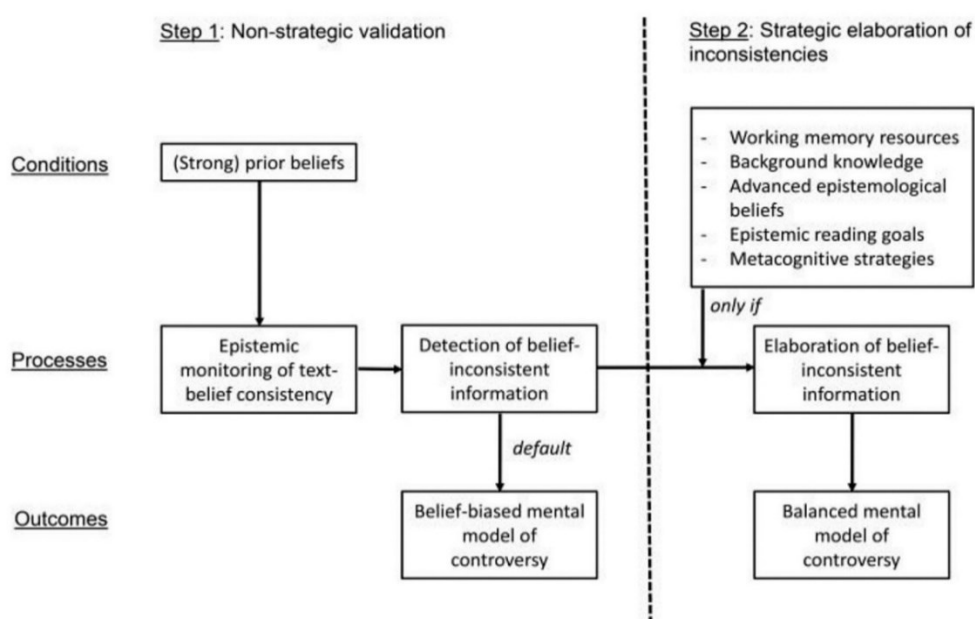 Step 1: Non-strategic validation
Step 2: Strategic elaboration of
inconsistencies
Conditions
(Strong) prior beliefs
- Working memory resources
- Background knowledge
- Advanced epistemological
beliefs
- Epistemic reading goals
- Metacognitive strategies
only if
Processes
Epistemic
monitoring of text-
belief consistency
Detection of belief-
inconsistent
information
Elaboration of belief-
inconsistent
information
default
Outcomes
Belief-biased mental
model of
controversy
Balanced mental
model of
controversy